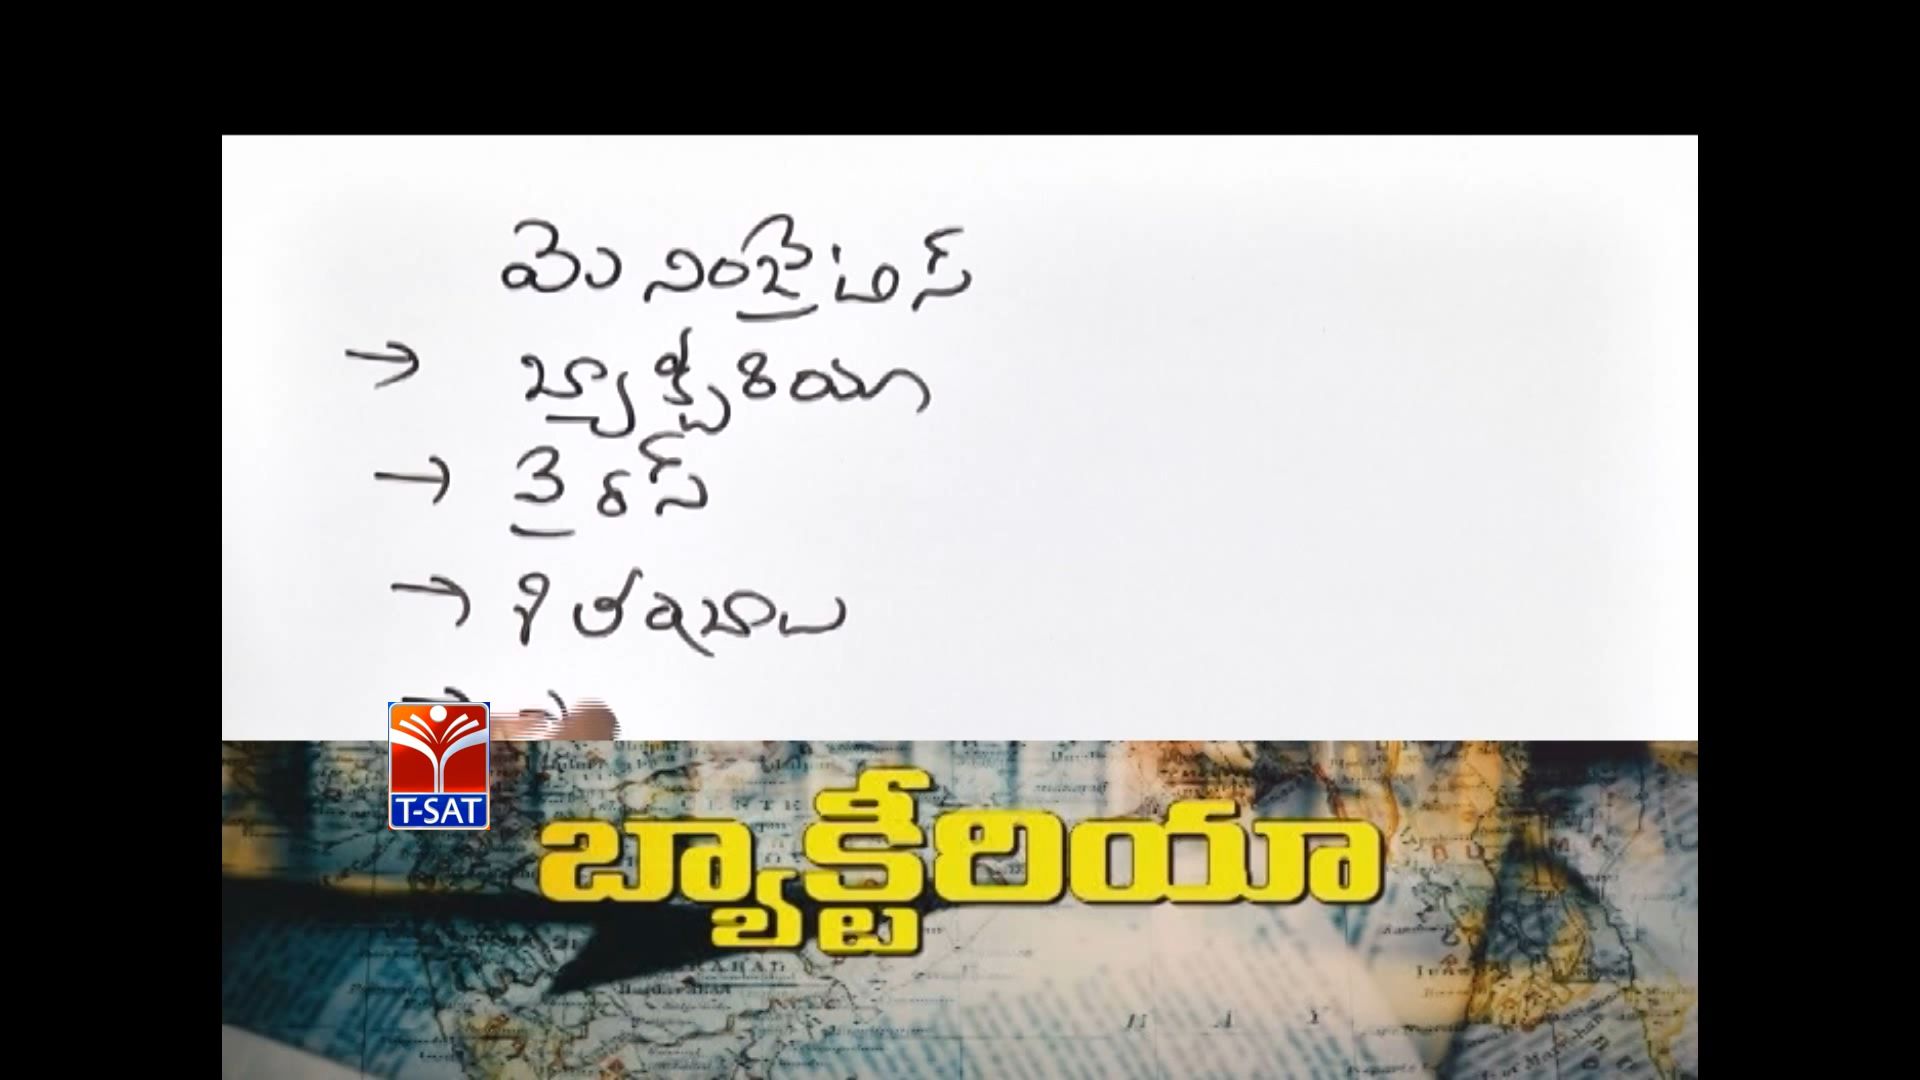 మెనింజైటిస్
→ బ్యాక్టీరియా
→ వైరస్
→ శిలీంధ్రాలు
T-SAT
బ్యాక్టీరియా